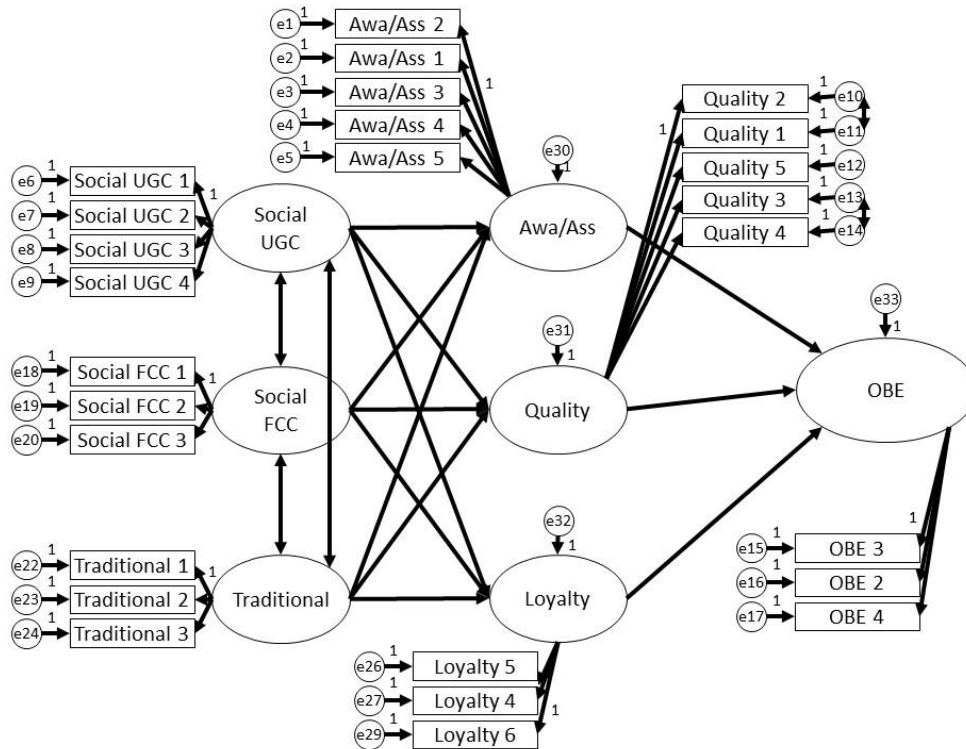 e1 1 Awa/Ass 2
e2 1 Awa/Ass 1
e3 1 Awa/Ass 3
e4 1 Awa/Ass 4
e5 1 Awa/Ass 5
1
Quality 2 1 e10
Quality 1 1 e11
Quality 5 1 e12
Quality 3 1 e13
Quality 4 1 e14
1
e6 1 Social UGC 1
e7 1 Social UGC 2
e8 1 Social UGC 3
e9 1 Social UGC 4
1
Social
UGC
e30
1
Awa/Ass
e18 1 Social FCC 1
e19 1 Social FCC 2
e20 1 Social FCC 3
1
Social
FCC
e31
1
Quality
e33
1
OBE
e22 1 Traditional 1
e23 1 Traditional 2
e24 1 Traditional 3
1
Traditional
e32
1
Loyalty
1
e15 1 OBE 3
e16 1 OBE 2
e17 1 OBE 4
e26 1 Loyalty 5
e27 1 Loyalty 4
e29 1 Loyalty 6
1